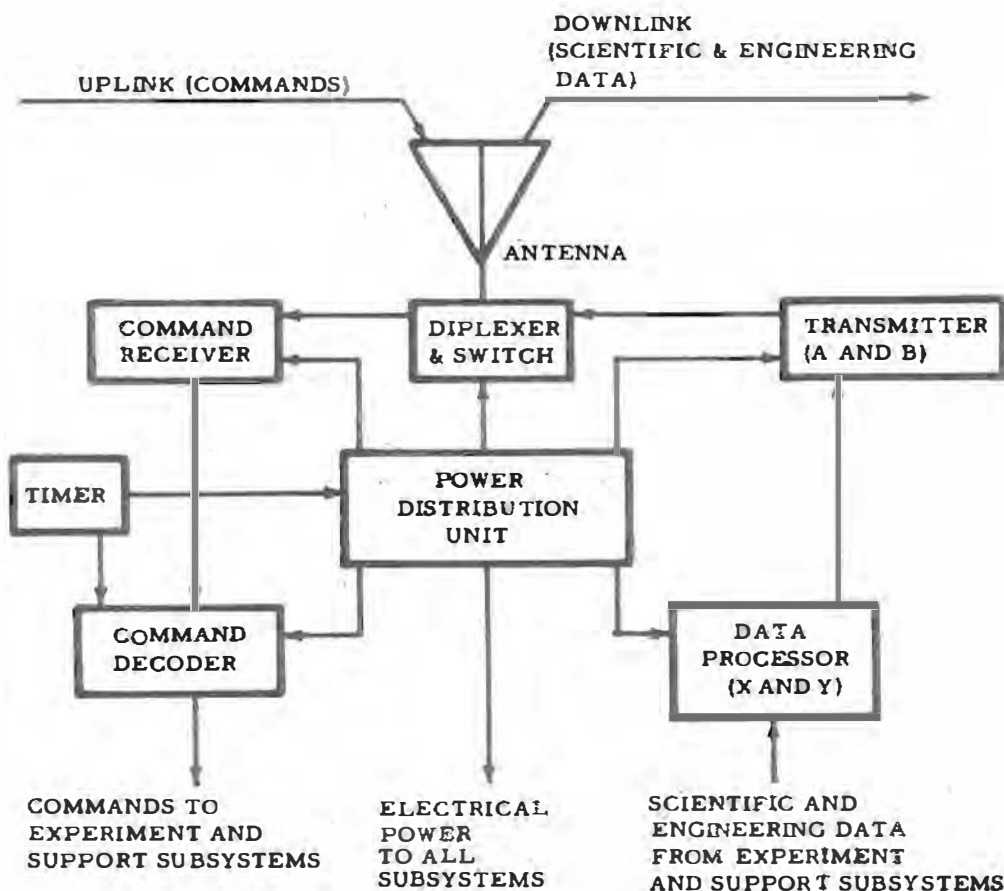 DOWNLINK
(SCIENTIFIC & ENGINEERING
DATA)
UPLINK (COMMANDS)
ANTENNA
COMMAND
RECEIVER
DIPLEXER
& SWITCH
TRANSMITTER
(A AND B)
TIMER
POWER
DISTRIBUTION
UNIT
COMMAND
DECODER
DATA
PROCESSOR
(X AND Y)
COMMANDS TO
EXPERIMENT AND
SUPPORT SUBSYSTEMS
ELECTRICAL
POWER
TO ALL
SUBSYSTEMS
SCIENTIFIC AND
ENGINEERING DATA
FROM EXPERIMENT
AND SUPPORT SUBSYSTEMS